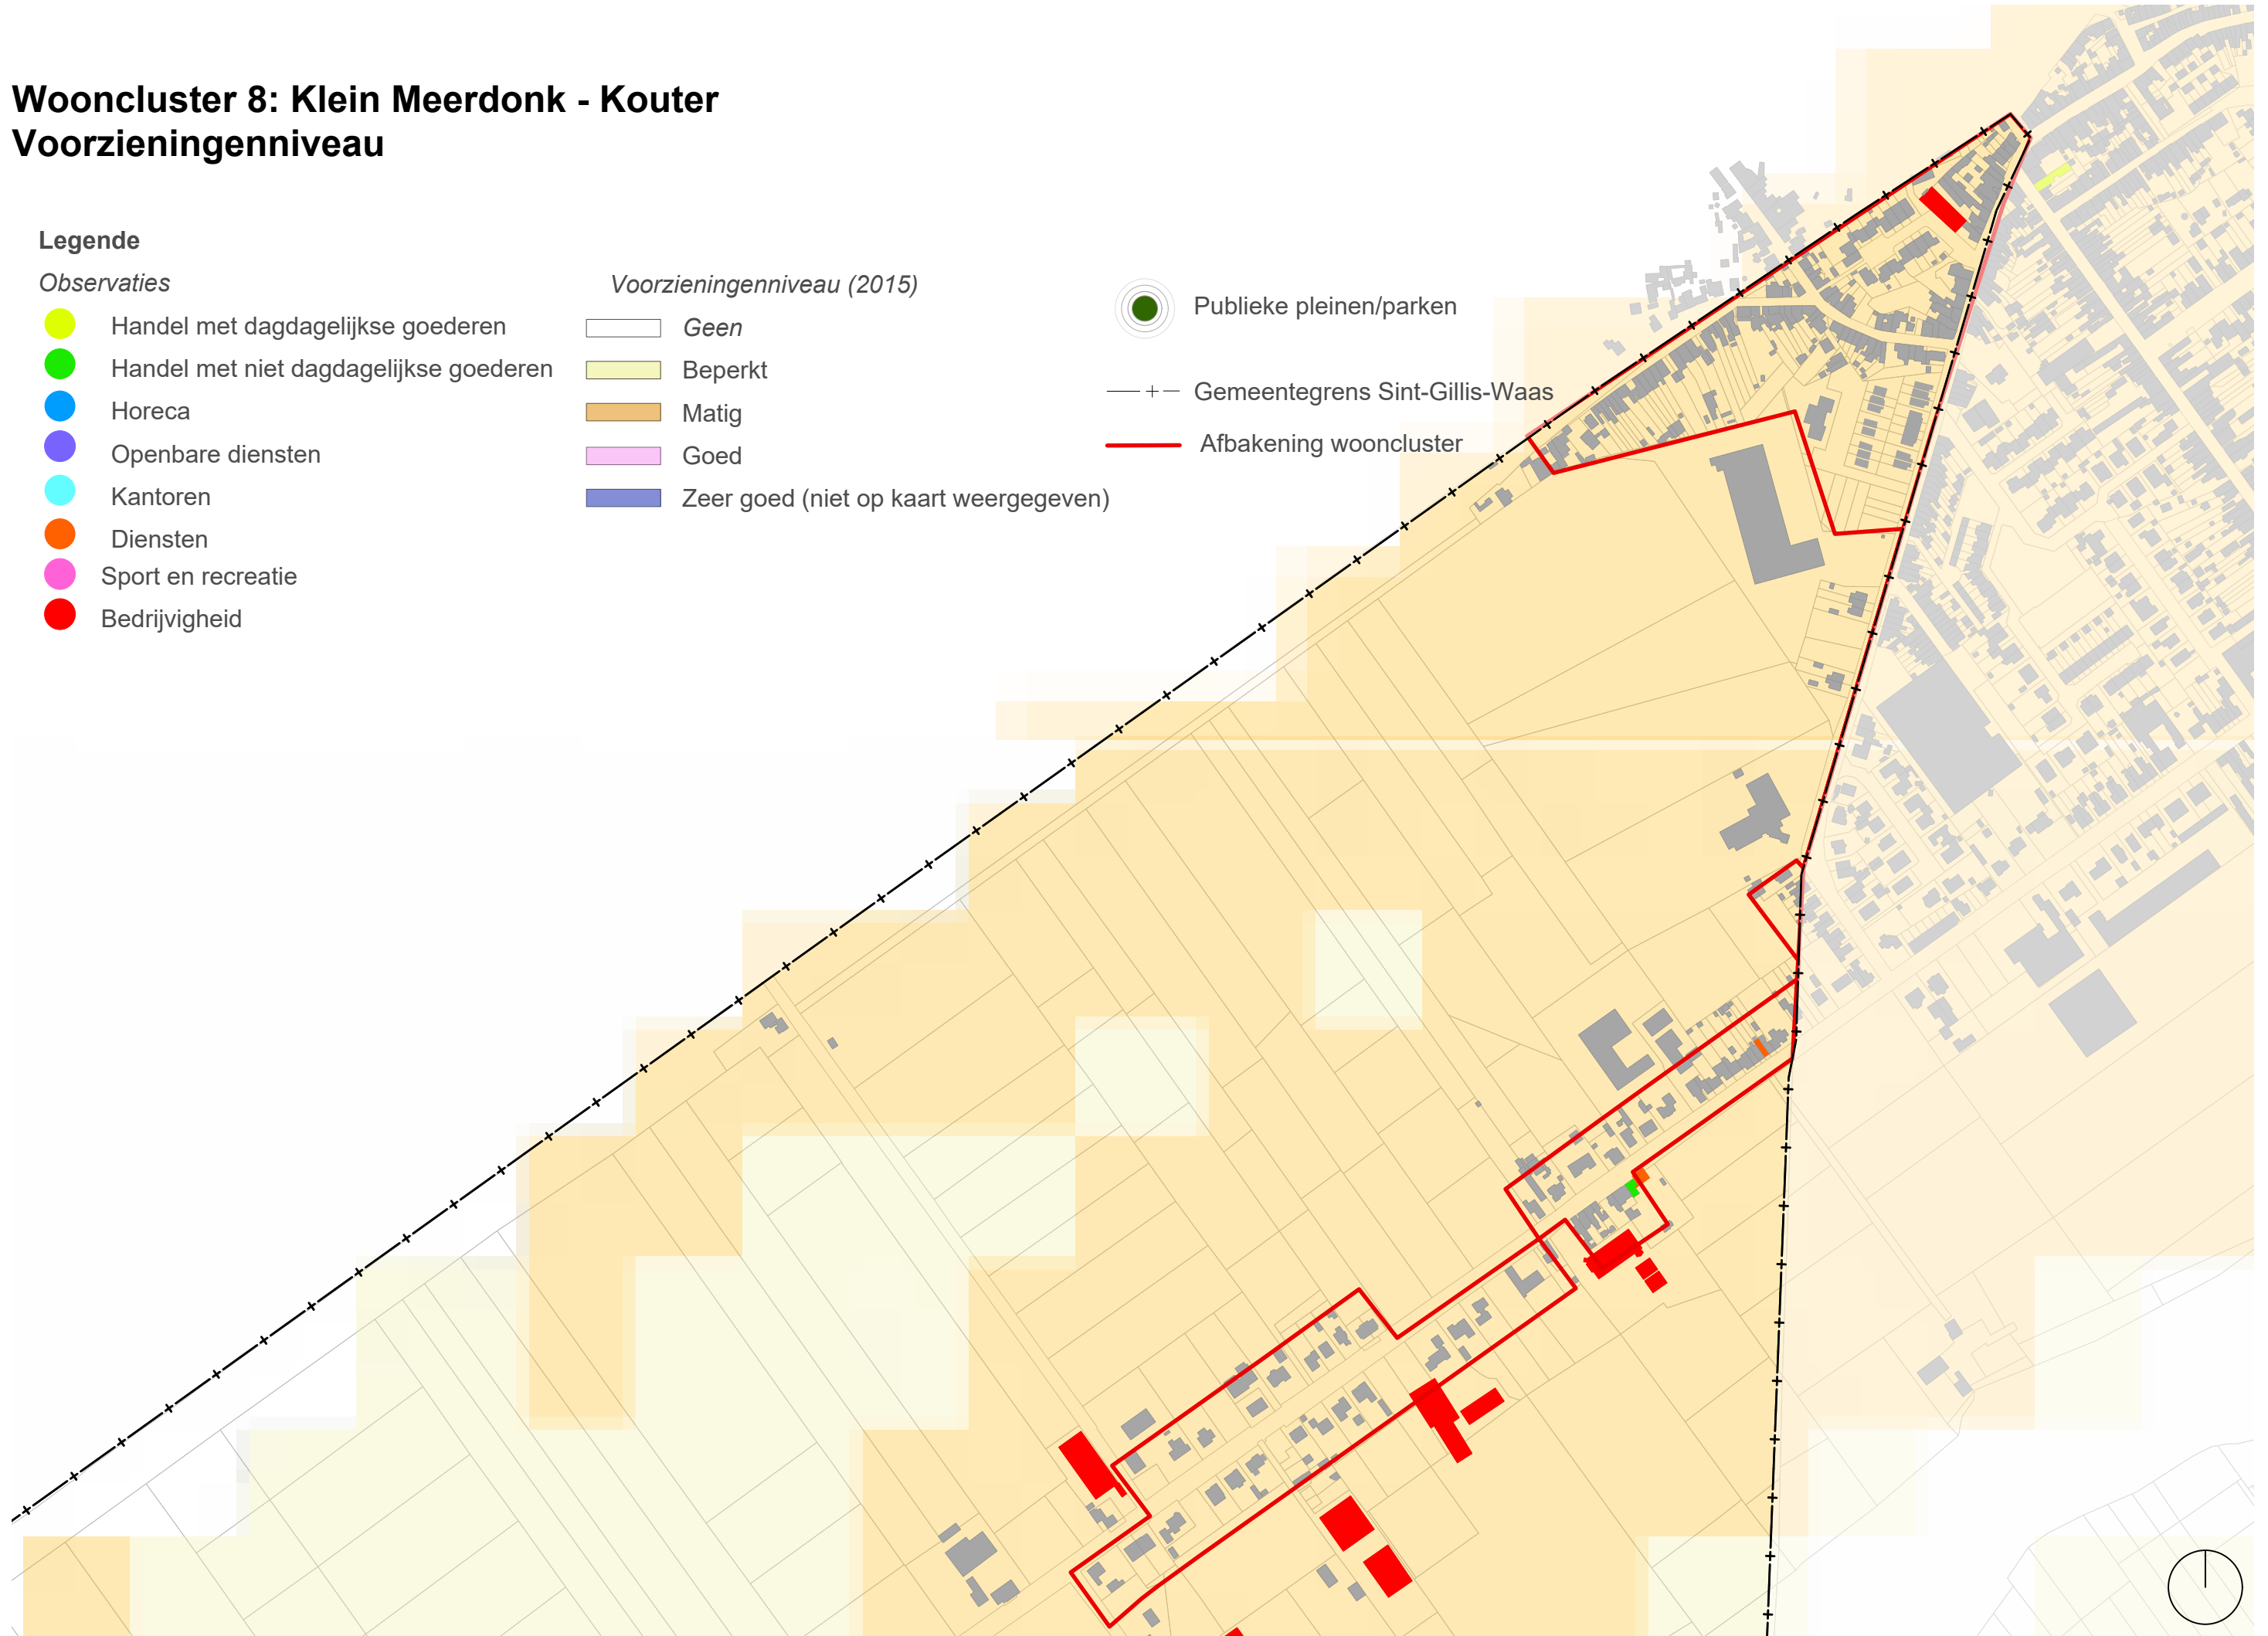 Wooncluster 8: Klein Meerdonk - Kouter
Voorzieningenniveau
Legende
Observaties
Handel met dagdagelijkse goederen
Handel met niet dagdagelijkse goederen
Horeca
Openbare diensten
Kantoren
Diensten
Sport en recreatie
Bedrijvigheid
Voorzieningenniveau (2015)
Geen
Beperkt
Matig
Goed
Zeer goed (niet op kaart weergegeven)
Publieke pleinen/parken
Gemeentegrens Sint-Gillis-Waas
Afbakening wooncluster